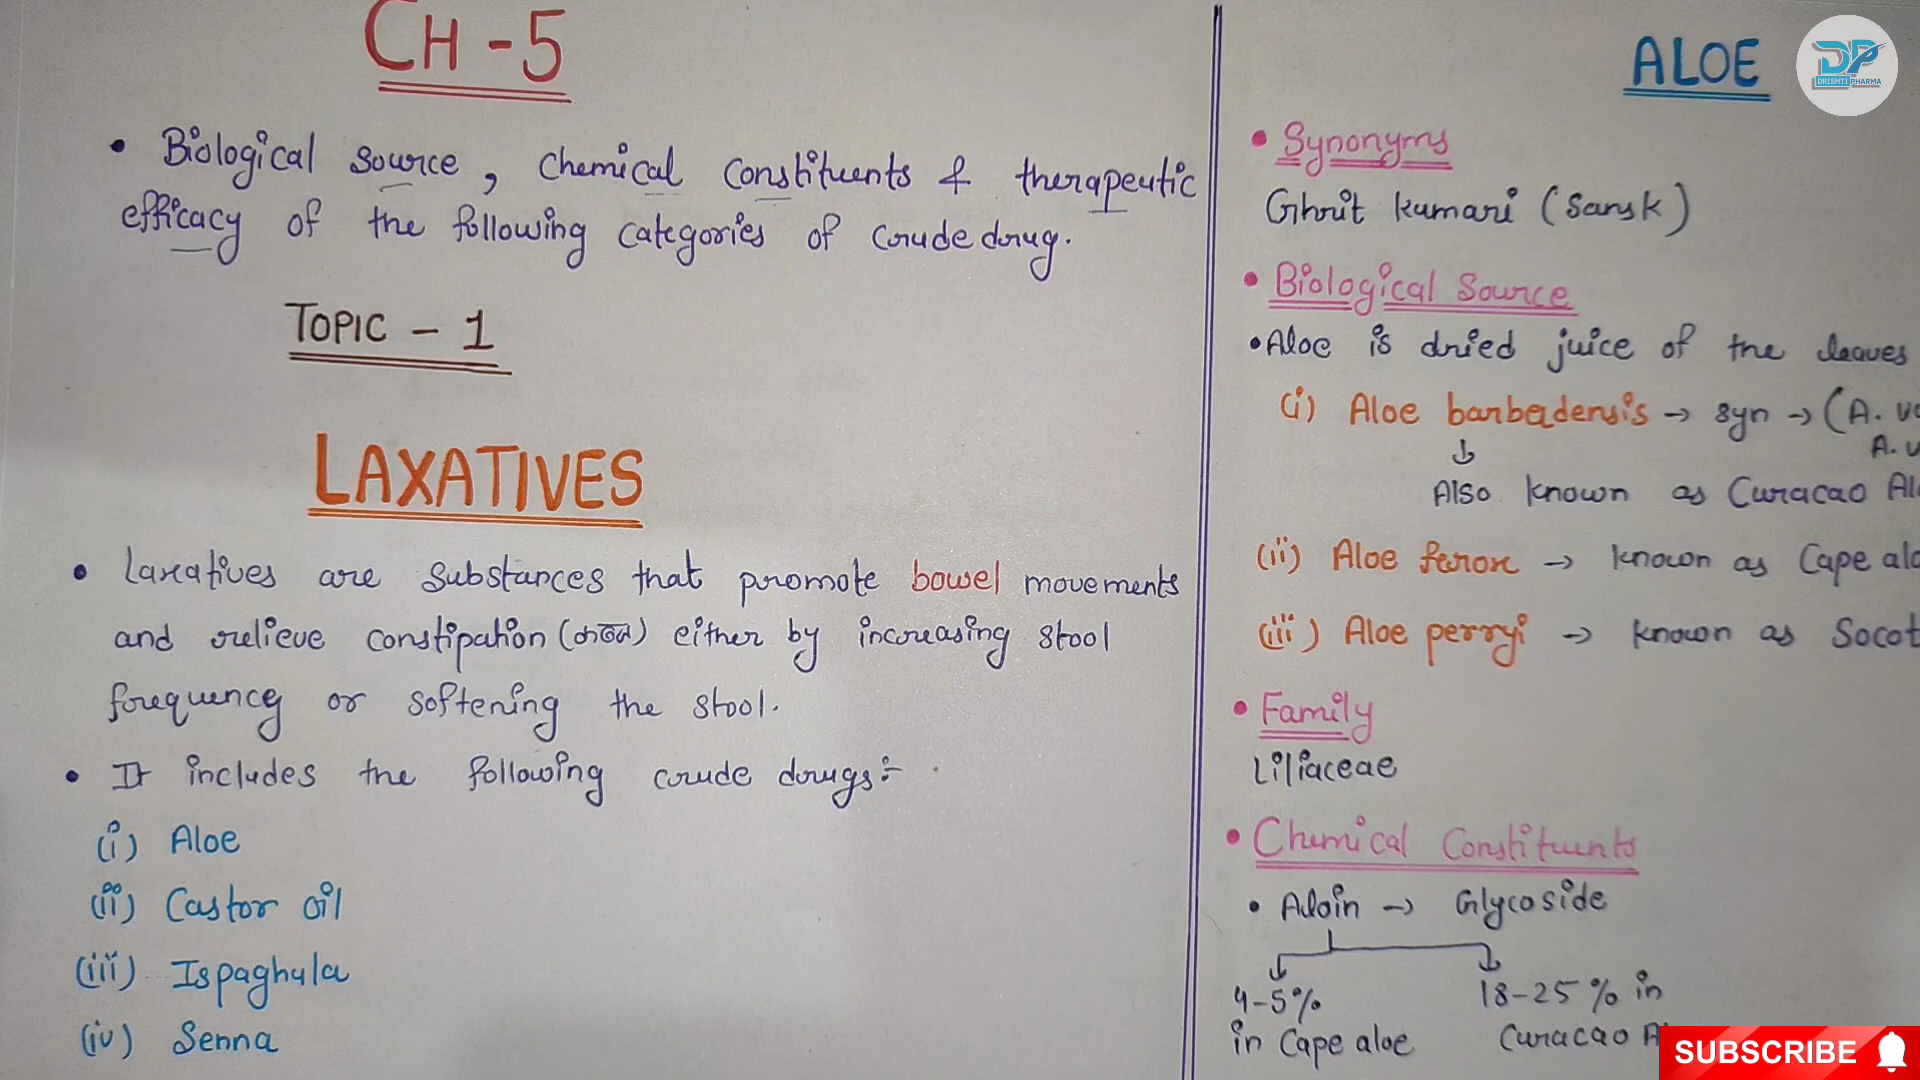 CH - 5
• Biological source, Chemical Constituents & therapeutic
efficacy of the following categories of crude drug.
TOPIC - 1
LAXATIVES
• Laxatives are substances that promote bowel movements
and relieve constipation (कब्ज) either by increasing stool
frequency or softening the stool.
• It includes the following crude drugs:-
(i) Aloe
(ii) Castor oil
(iii) Ispaghula
(iv) Senna
ALOE
DP
DRISHTI PHARMA
• Synonyms
Ghrit Kumari (Sansk)
• Biological Source
• Aloe is dried juice of the leaves
(i) Aloe barbadensis → syn → (A.
A.
↓
Also known as Curacao
(ii) Aloe ferox → known as Cape
(iii) Aloe perryi → known as
• Family
Liliaceae
• Chemical Constituents
• Aloin → Glycoside
4-5% 18-25% in
in Cape aloe Curacao
SUBSCRIBE